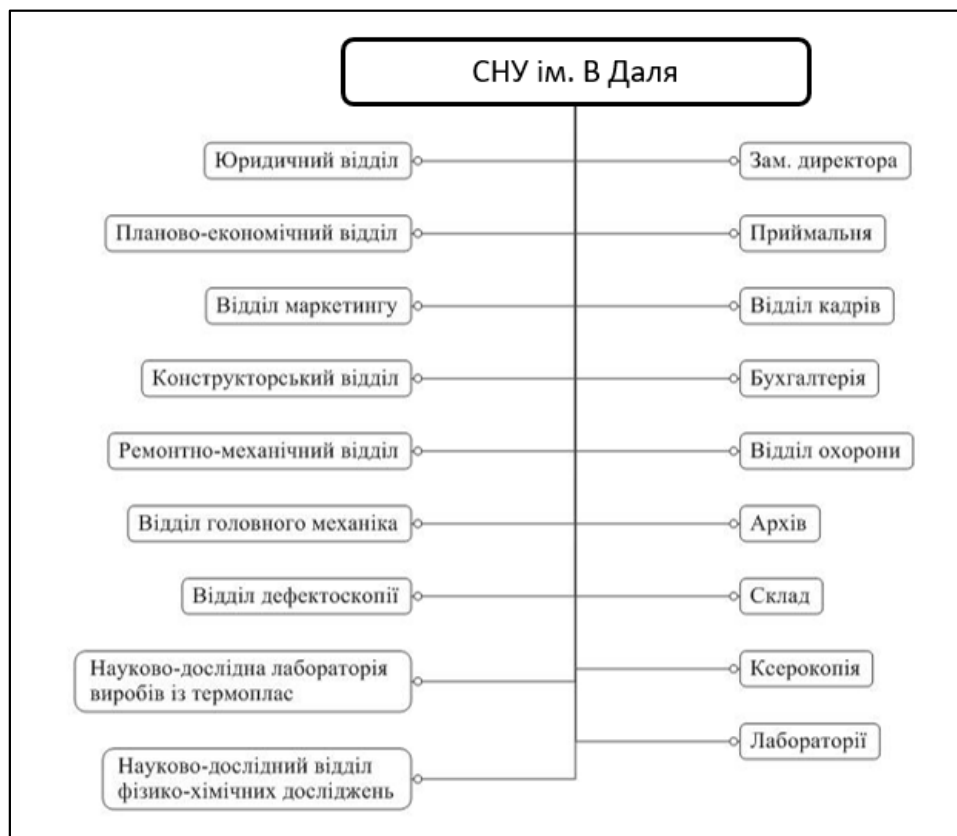 СНУ ім. В Даля
Юридичний відділ
Зам. директора
Планово-економічний відділ
Приймальня
Відділ маркетингу
Відділ кадрів
Конструкторський відділ
Бухгалтерія
Ремонтно-механічний відділ
Відділ охорони
Відділ головного механіка
Архів
Відділ дефектоскопії
Склад
Науково-дослідна лабораторія
виробів із термоплас
Ксерокопія
Лабораторії
Науково-дослідний відділ
фізико-хімічних досліджень